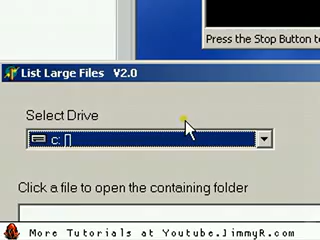 Press the Stop Button t
List Large Files V2.0
Select Drive
c: []
Click a file to open the containing folder
More Tutorials at Youtube.JimmyR.com